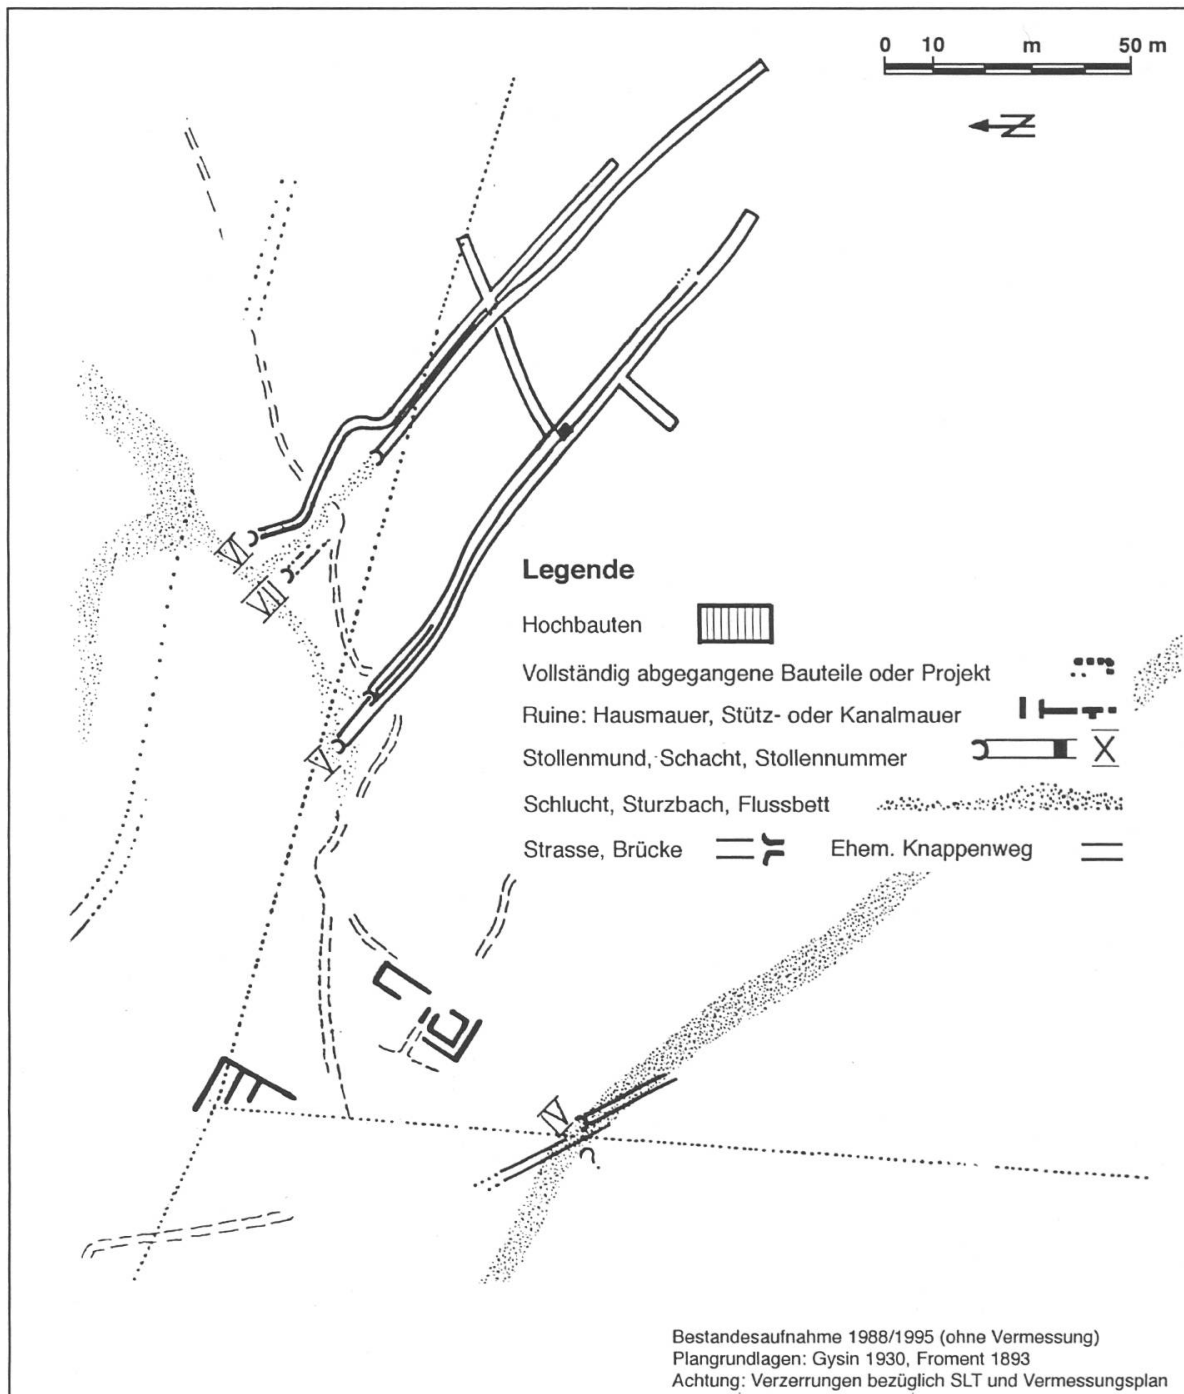 0 10 m 50 m
N
VI
VII
V
Legende
Hochbauten
Vollständig abgegangene Bauteile oder Projekt
Ruine: Hausmauer, Stütz- oder Kanalmauer
Stollenmund, Schacht, Stollennummer X
Schlucht, Sturzbach, Flussbett
Strasse, Brücke Ehem. Knappenweg
IV
?
Bestandesaufnahme 1988/1995 (ohne Vermessung)
Plangrundlagen: Gysin 1930, Froment 1893
Achtung: Verzerrungen bezüglich SLT und Vermessungsplan